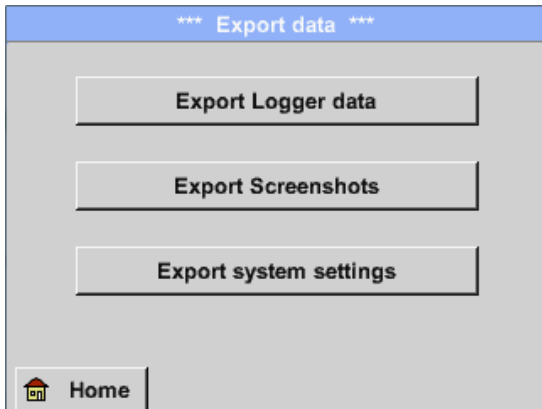 *** Export data ***
Export Logger data
Export Screenshots
Export system settings
Home